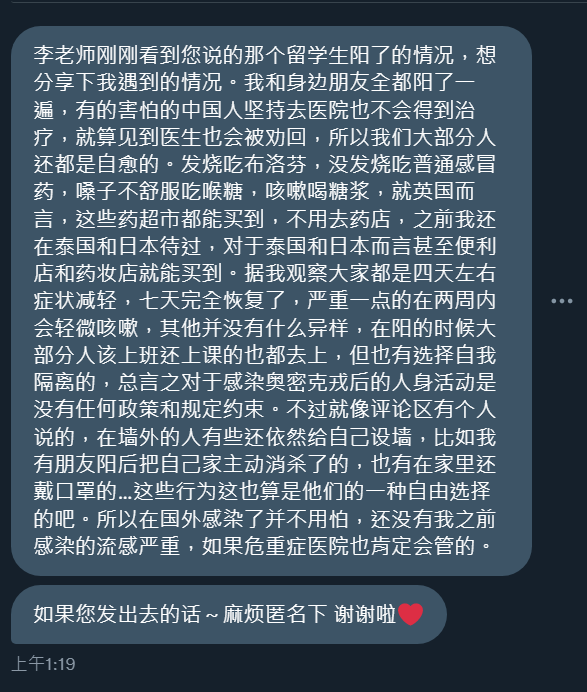 李老师刚刚看到您说的那个留学生阳了的情况，想
分享下我遇到的情况。我和身边朋友全都阳了一
遍，有的害怕的中国人坚持去医院也不会得到治
疗，就算见到医生也会被劝回，所以我们大部分人
还都是自愈的。发烧吃布洛芬，没发烧吃普通感冒
药，嗓子不舒服吃喉糖，咳嗽喝糖浆，就英国而
言，这些药超市都能买到，不用去药店，之前我还
在泰国和日本待过，对于泰国和日本而言甚至便利
店和药妆店就能买到。据我观察大家都是四天左右
症状减轻，七天完全恢复了，严重一点的在两周内
会轻微咳嗽，其他并没有什么异样，在阳的时候大
部分人该上班还上课的也都去上，但也有选择自我
隔离的，总言之对于感染奥密克戎后的人身活动是
没有任何政策和规定约束。不过就像评论区有个人
说的，在墙外的人有些还依然给自己设墙，比如我
有朋友阳后把自己家主动消杀了的，也有在家里还
戴口罩的...这些行为这也算是他们的一种自由选择
的吧。所以在国外感染了并不用怕，还没有我之前
感染的流感严重，如果危重症医院也肯定会管的。
如果您发出去的话～麻烦匿名下 谢谢啦❤️
上午1:19